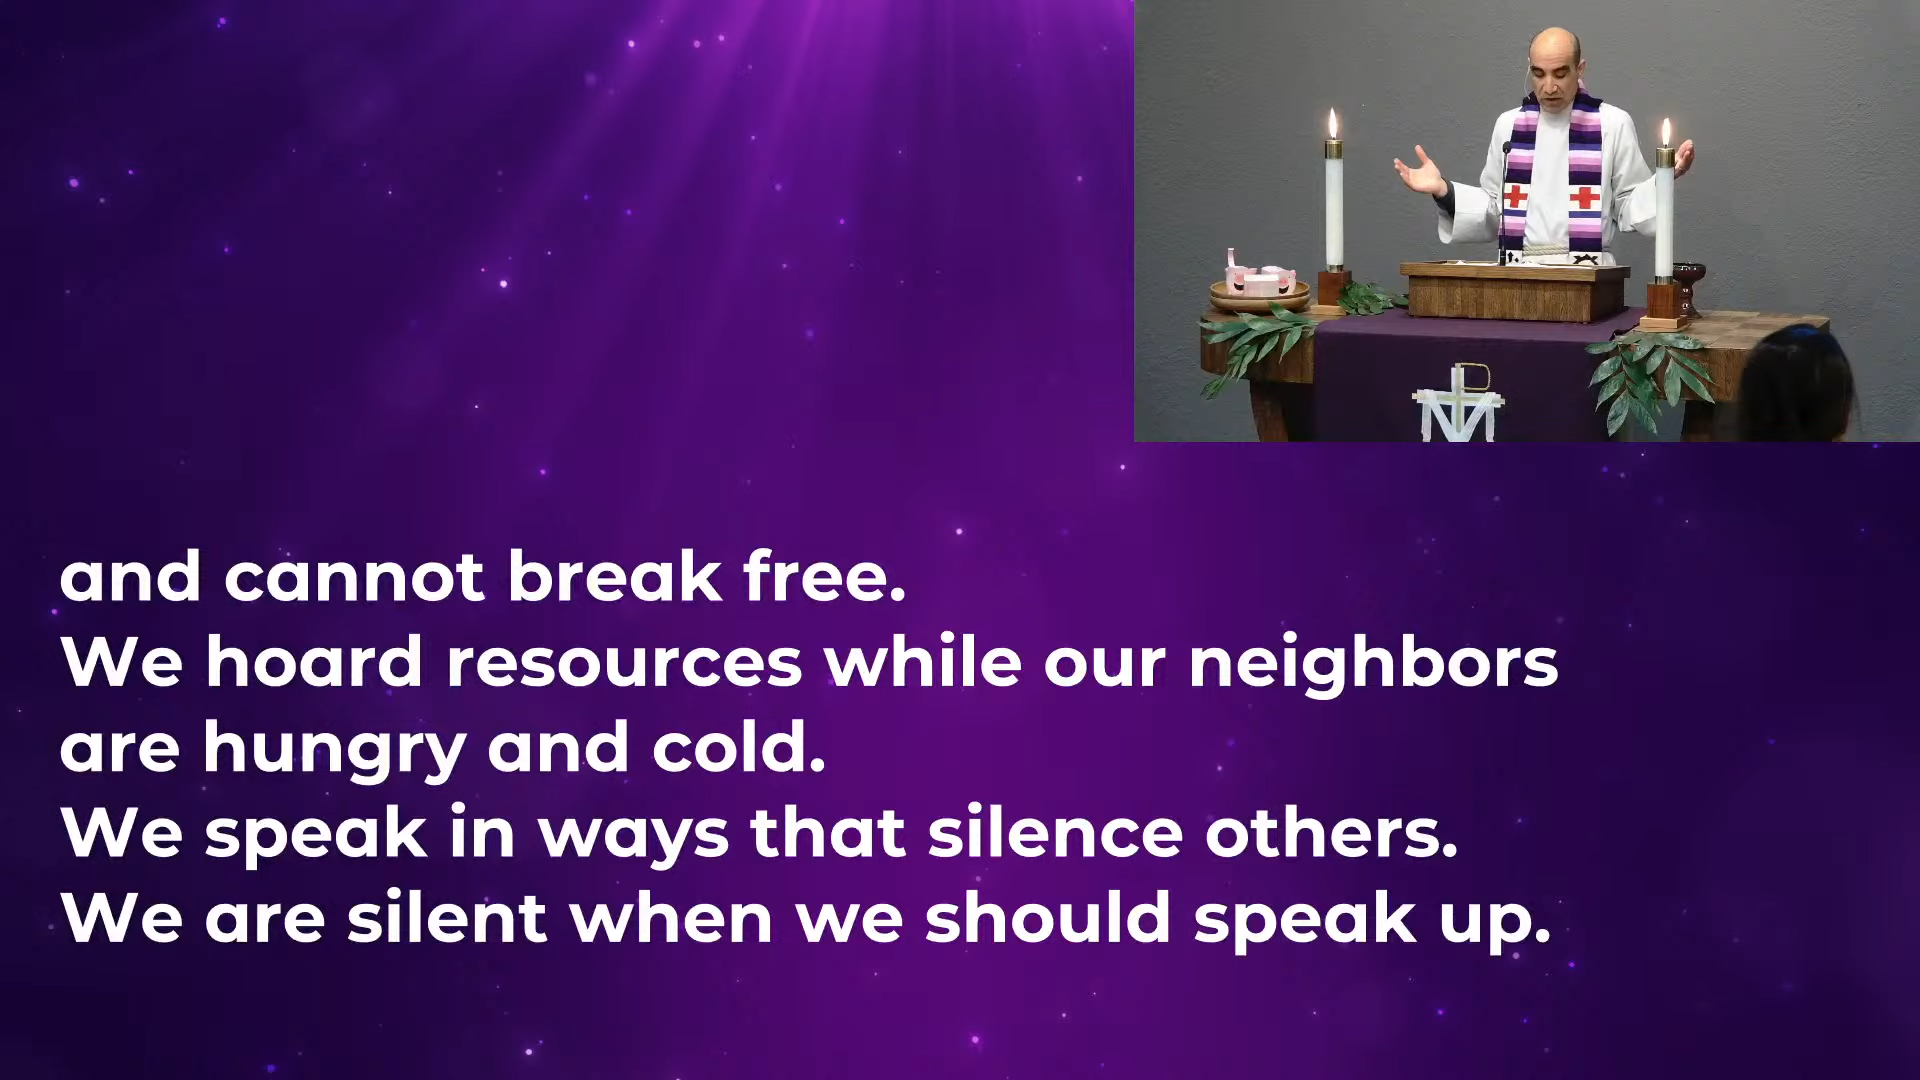 and cannot break free.
We hoard resources while our neighbors
are hungry and cold.
We speak in ways that silence others.
We are silent when we should speak up.